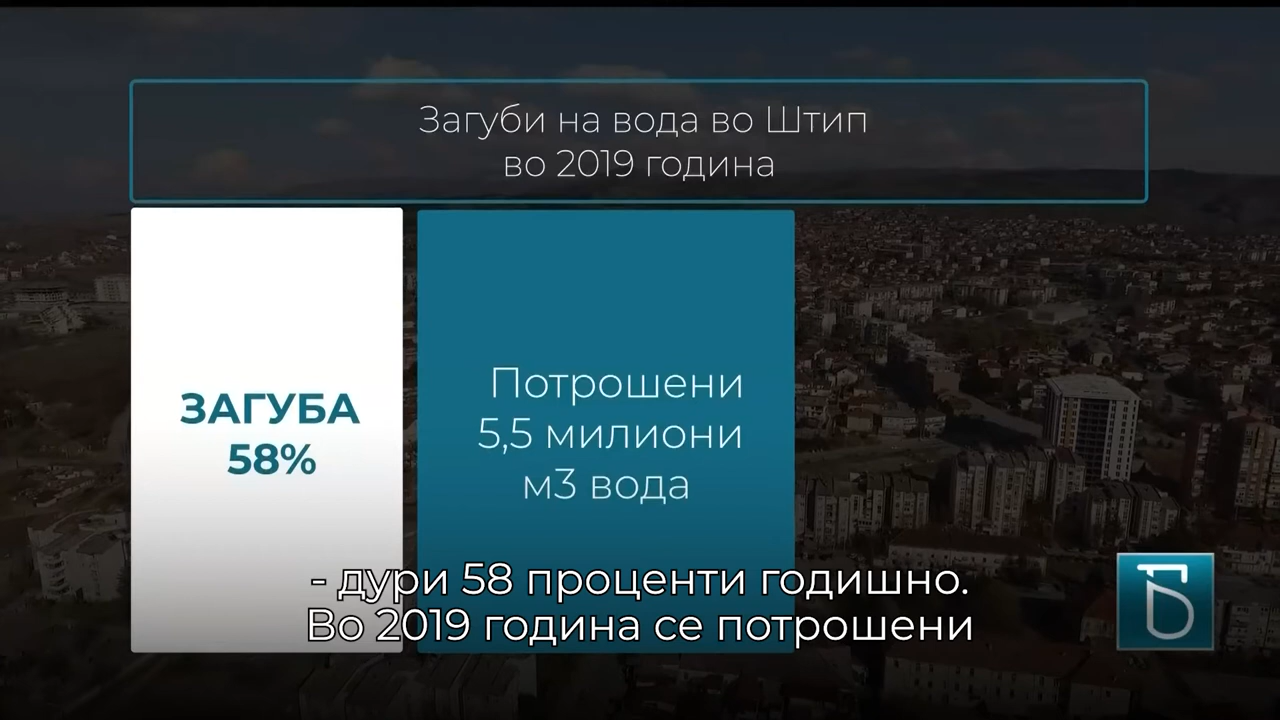 Загуби на вода во Штип
во 2019 година
ЗАГУБА
58%
Потрошени
5,5 милиони
м3 вода
- дури 58 проценти годишно.
Во 2019 година се потрошени
Б